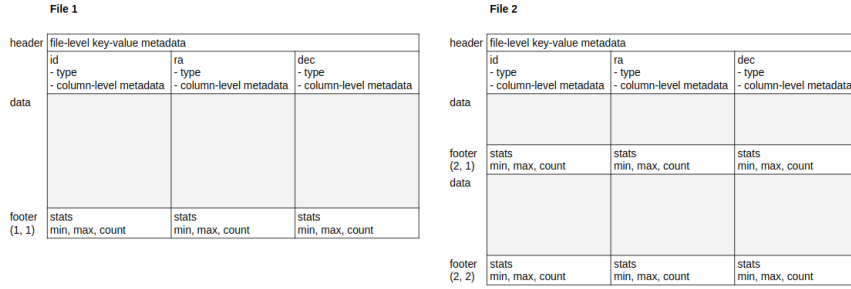 File 1
header file-level key-value metadata
id ra dec
- type - type - type
- column-level metadata - column-level metadata - column-level metadata
data
footer stats stats stats
(1, 1) min, max, count min, max, count min, max, count
File 2
header file-level key-value metadata
id ra dec
- type - type - type
- column-level metadata - column-level metadata - column-level metadata
data
footer stats stats stats
(2, 1) min, max, count min, max, count min, max, count
data
footer stats stats stats
(2, 2) min, max, count min, max, count min, max, count